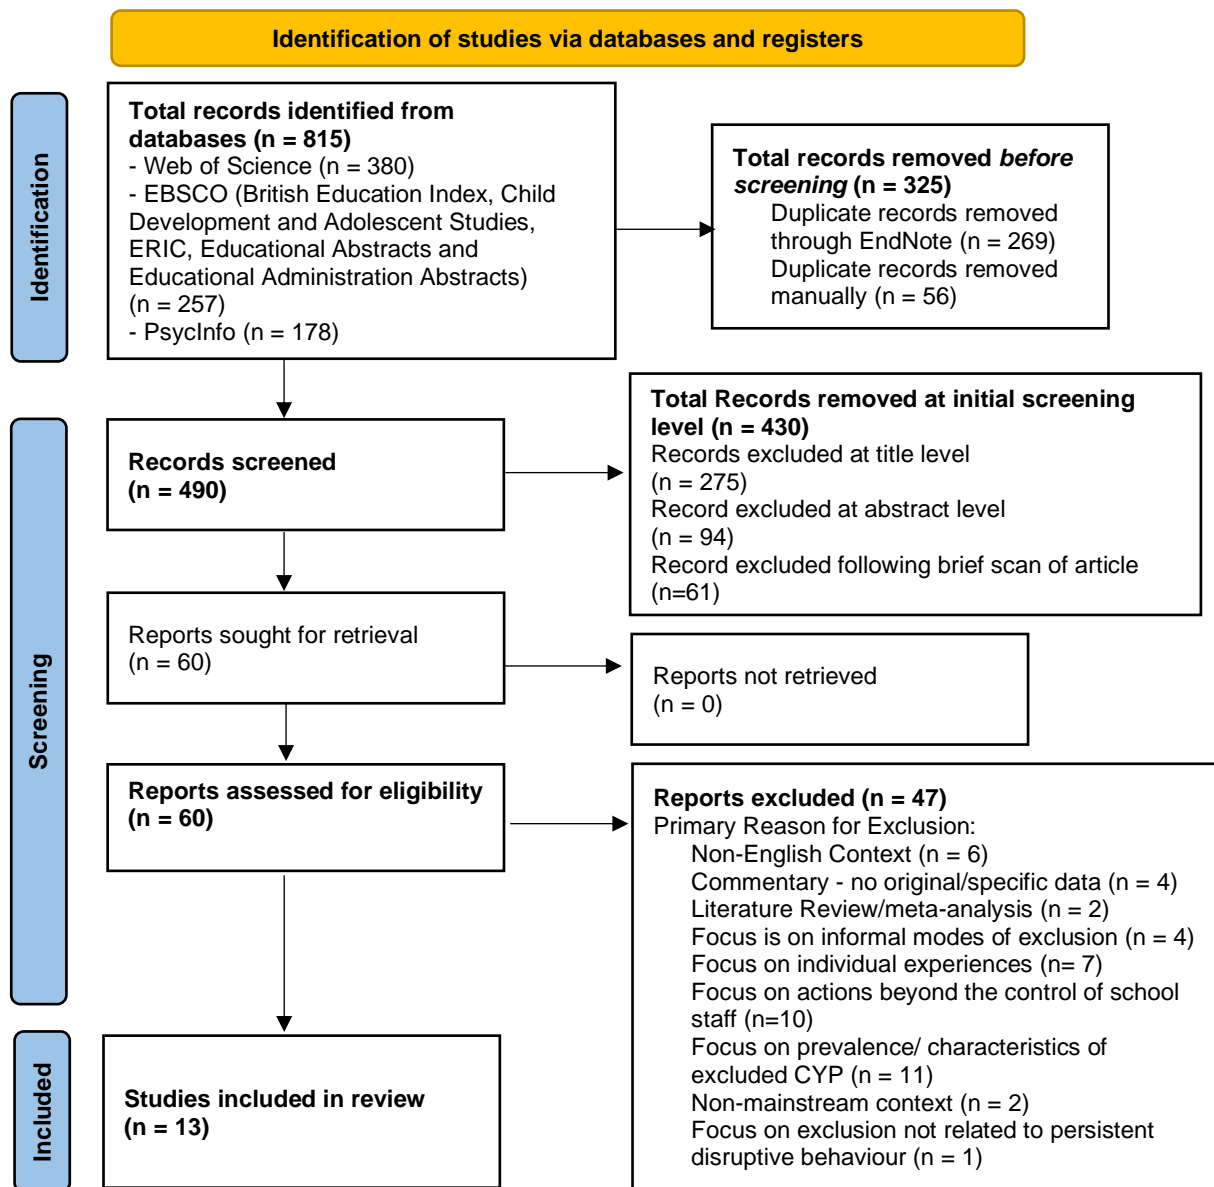 Identification of studies via databases and registers
Identification
Total records identified from
databases (n = 815)
- Web of Science (n = 380)
- EBSCO (British Education Index, Child
Development and Adolescent Studies,
ERIC, Educational Abstracts and
Educational Administration Abstracts)
(n = 257)
- PsycInfo (n = 178)
Total records removed before
screening (n = 325)
Duplicate records removed
through EndNote (n = 269)
Duplicate records removed
manually (n = 56)
Screening
Records screened
(n = 490)
Total Records removed at initial screening
level (n = 430)
Records excluded at title level
(n = 275)
Record excluded at abstract level
(n = 94)
Record excluded following brief scan of article
(n=61)
Reports sought for retrieval
(n = 60)
Reports not retrieved
(n = 0)
Reports assessed for eligibility
(n = 60)
Reports excluded (n = 47)
Primary Reason for Exclusion:
Non-English Context (n = 6)
Commentary - no original/specific data (n = 4)
Literature Review/meta-analysis (n = 2)
Focus is on informal modes of exclusion (n = 4)
Focus on individual experiences (n= 7)
Focus on actions beyond the control of school
staff (n=10)
Focus on prevalence/ characteristics of
excluded CYP (n = 11)
Non-mainstream context (n = 2)
Focus on exclusion not related to persistent
disruptive behaviour (n = 1)
Included
Studies included in review
(n = 13)